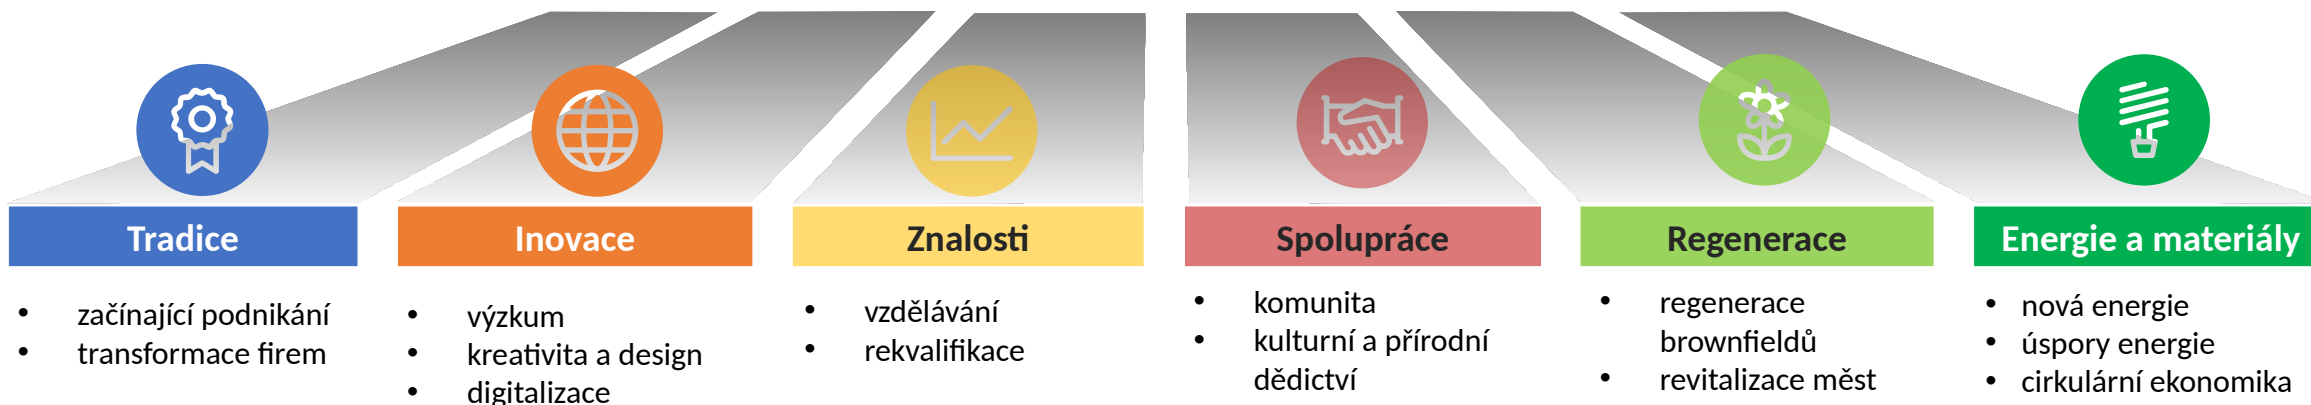 Tradice
začínající podnikání
transformace firem
Inovace
výzkum
kreativita a design
digitalizace
Znalosti
vzdělávání
rekvalifikace
Spolupráce
komunita
kulturní a přírodní
dědictví
Regenerace
regenerace
brownfieldů
revitalizace měst
Energie a materiály
nová energie
úspory energie
cirkulární ekonomika